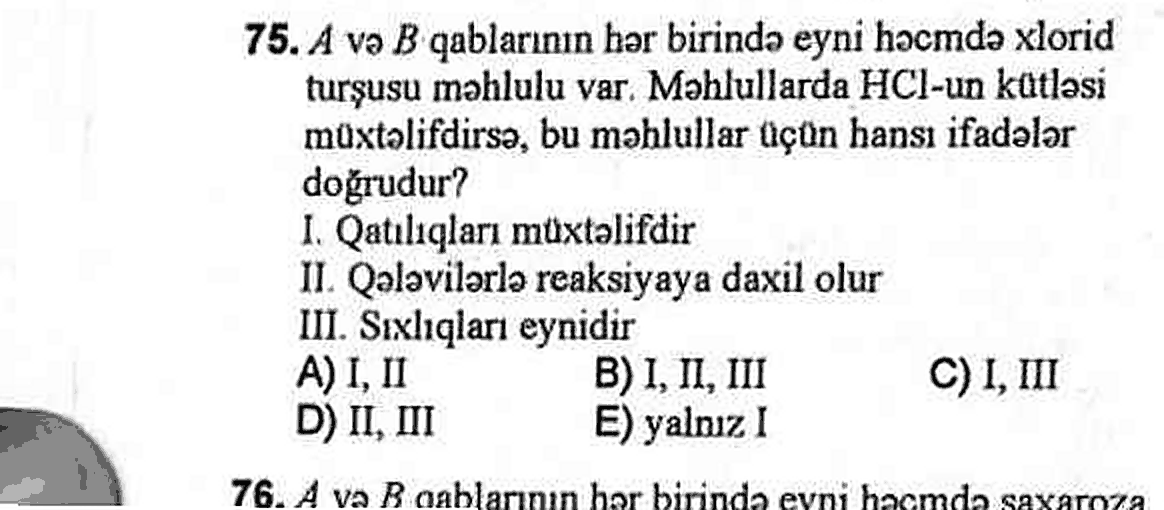 75. A və B qablarının hər birində eyni həcmdə xlorid
turşusu məhlulu var. Məhlullarda HCl-un kütləsi
müxtəlifdirsə, bu məhlullar üçün hansı ifadələr
doğrudur?
I. Qatılıqları müxtəlifdir
II. Qələvilərlə reaksiyaya daxil olur
III. Sıxlıqları eynidir
A) I, II B) I, II, III C) I, III
D) II, III E) yalnız I
76. A və B qablarının hər birində eyni həcmdə saxaroza